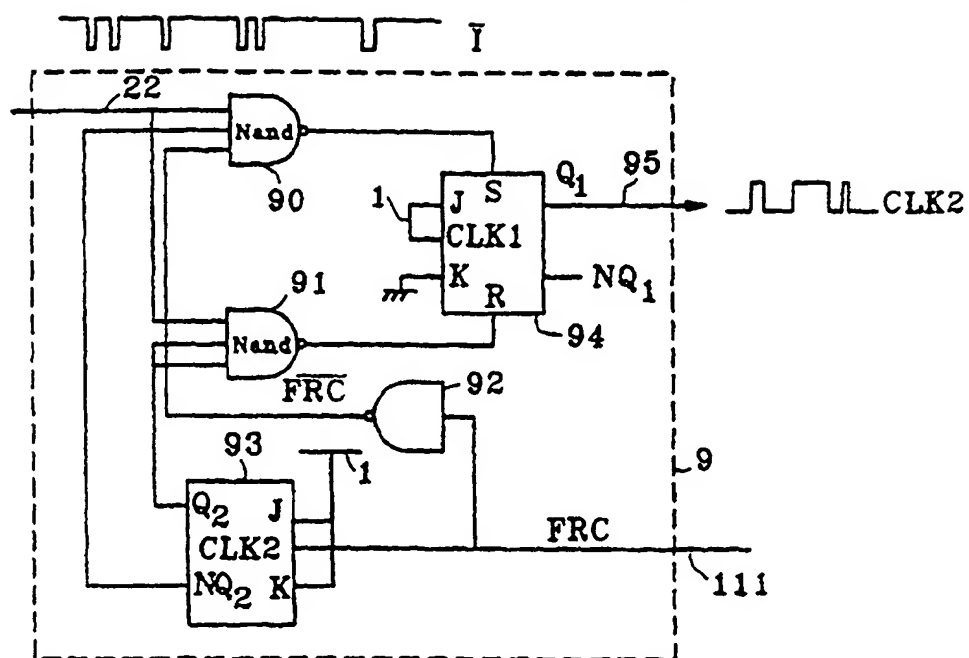 Ī
22
Nand
90
S
Q₁
95
1
J
CLK1
CLK2
K
NQ₁
R
91
94
Nand
F̅R̅C̅
92
93
1
9
Q₂
J
CLK2
FRC
NQ₂
K
111